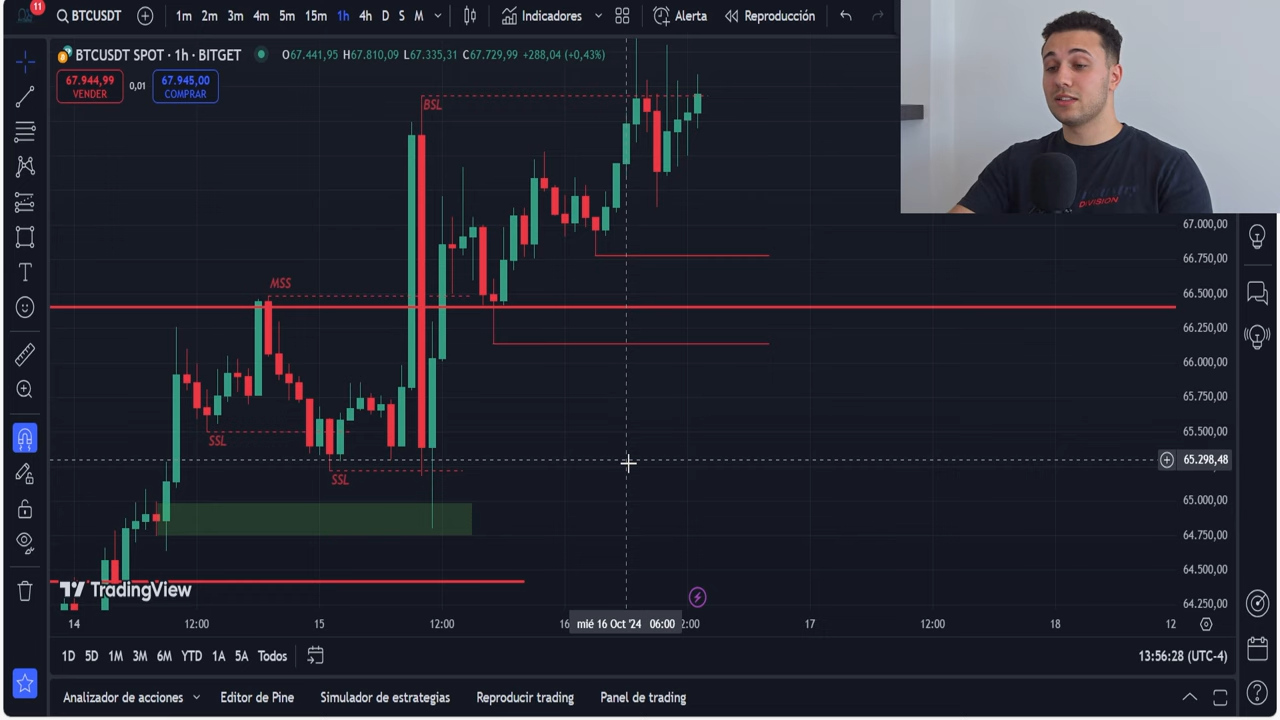 11
BTCUSDT
1m 2m 3m 4m 5m 15m 1h 4h D S M
Indicadores
Alerta
Reproducción
BTCUSDT SPOT · 1h · BITGET
O67.441,95 H67.810,09 L67.335,31 C67.729,99 +288,04 (+0,43%)
67.944,99
VENDER
0,01
67.945,00
COMPRAR
BSL
DIVISION
67.000,00
66.750,00
MSS
66.500,00
66.250,00
66.000,00
65.750,00
SSL
65.500,00
65.298,48
SSL
65.000,00
64.750,00
64.500,00
TradingView
64.250,00
14 12:00 15 12:00 16 mié 16 Oct '24 06:00 2:00 17 12:00 18 12
1D 5D 1M 3M 6M YTD 1A 5A Todos
13:56:28 (UTC-4)
Analizador de acciones
Editor de Pine
Simulador de estrategias
Reproducir trading
Panel de trading